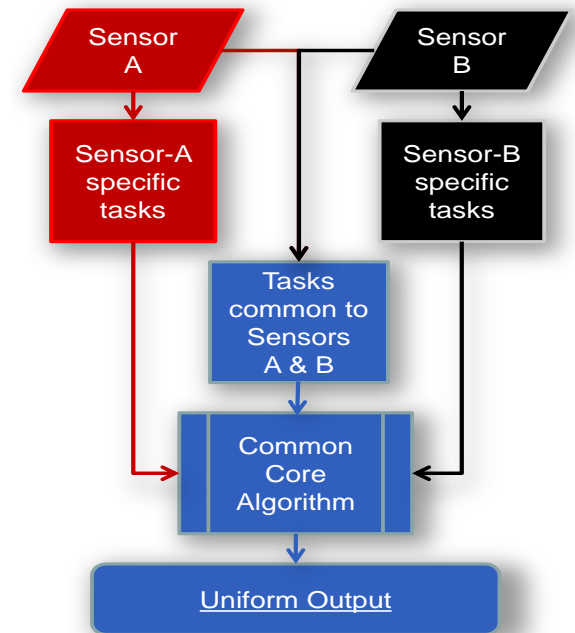 Sensor
A
Sensor
B
Sensor-A
specific
tasks
Sensor-B
specific
tasks
Tasks
common to
Sensors
A & B
Common
Core
Algorithm
Uniform Output